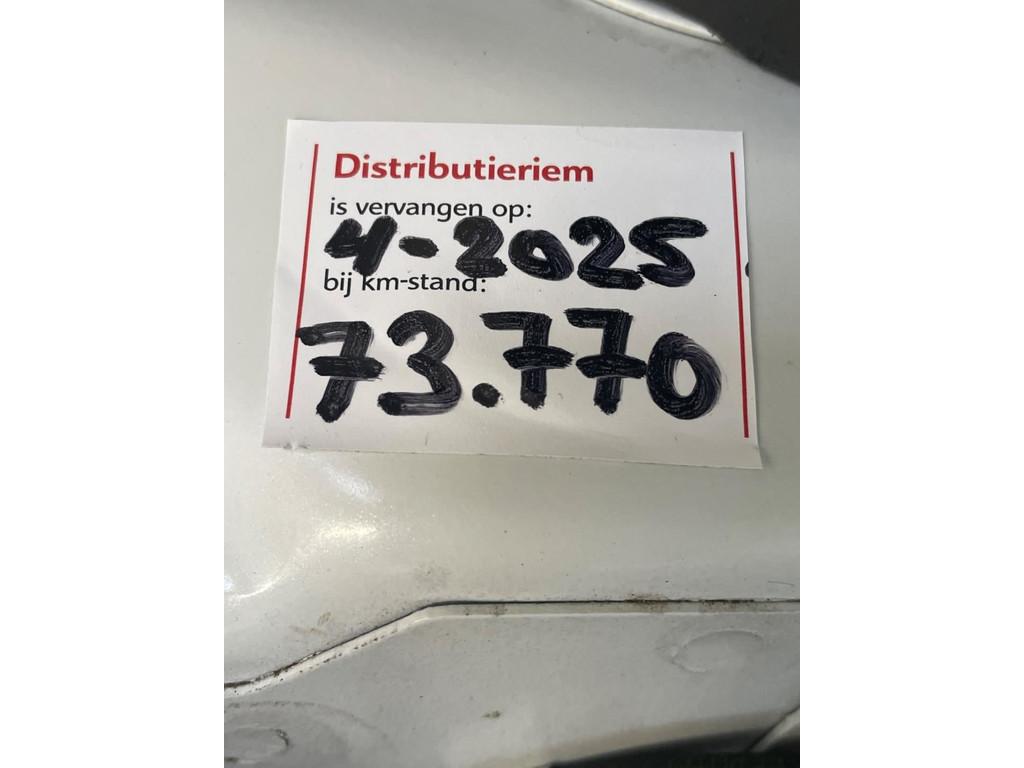 Distributieriem
is vervangen op:
4-2025
bij km-stand:
73.770